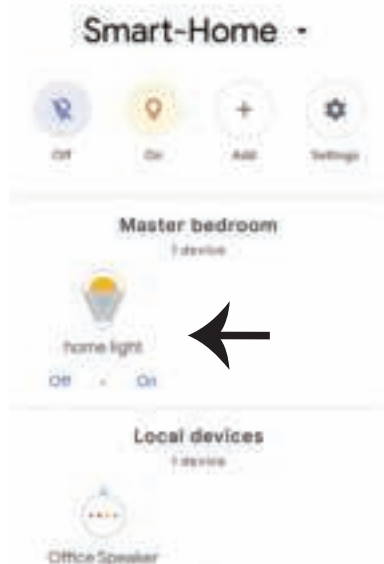 Smart-Home
Off On Add Settings
Master bedroom
1 device
home light
Off · On
Local devices
1 device
Office Speaker